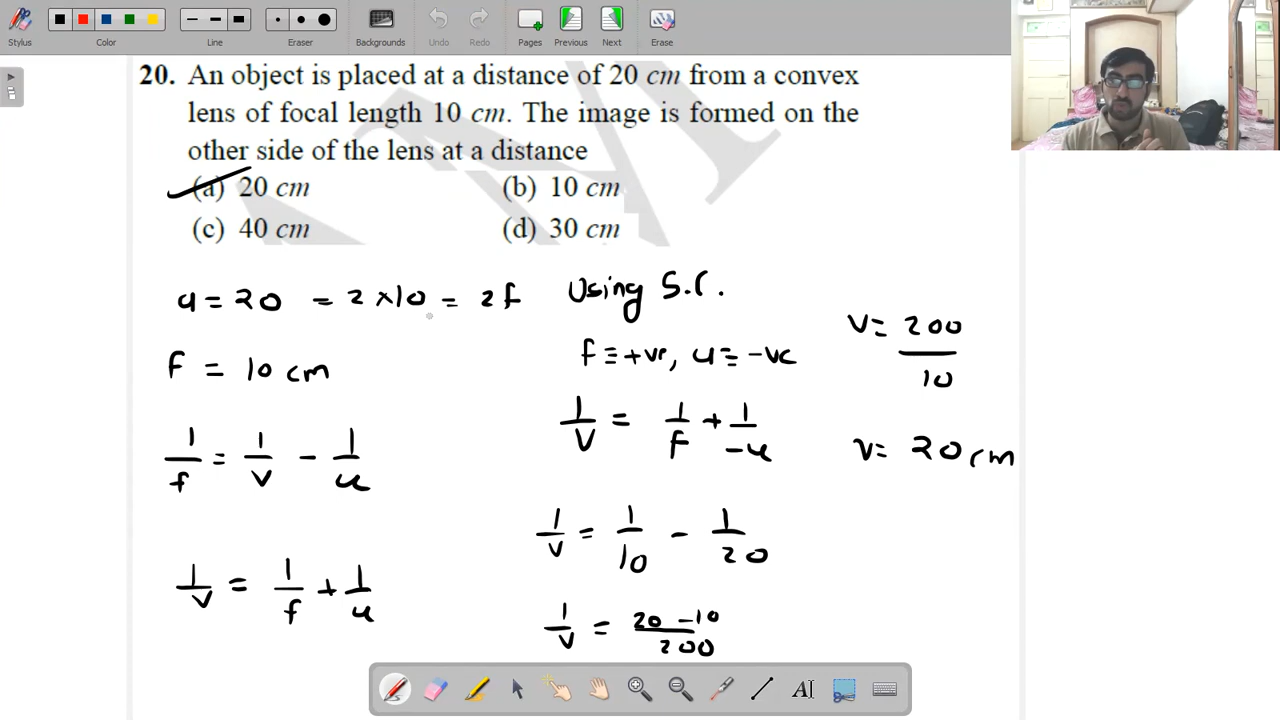 Stylus
Color
Line
Eraser
Backgrounds
Undo
Redo
Pages
Previous
Next
Erase
20. An object is placed at a distance of 20 cm from a convex
lens of focal length 10 cm. The image is formed on the
other side of the lens at a distance
(a) 20 cm (b) 10 cm
(c) 40 cm (d) 30 cm
u = 20 = 2 × 10 = 2f
f = 10 cm
1/f = 1/v - 1/u
1/v = 1/f + 1/u
Using S.C.
f ≡ +ve, u ≡ -ve
1/v = 1/f + 1/-u
1/v = 1/10 - 1/20
1/v = 20 - 10/200
v = 200/10
v = 20 cm